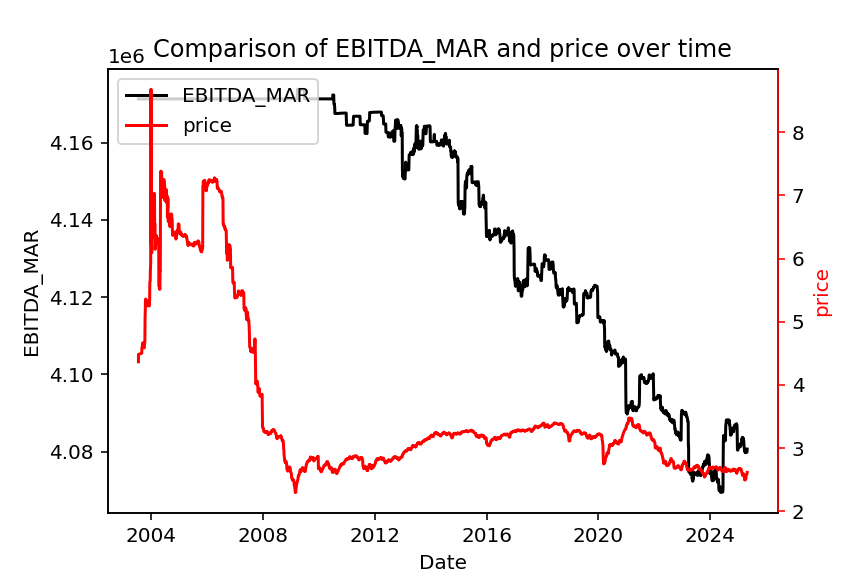 Comparison of EBITDA_MAR and price over time
1e6
EBITDA_MAR
price
4.16
4.14
4.12
4.10
4.08
EBITDA_MAR
8
7
6
5
4
3
2
price
2004 2008 2012 2016 2020 2024
Date